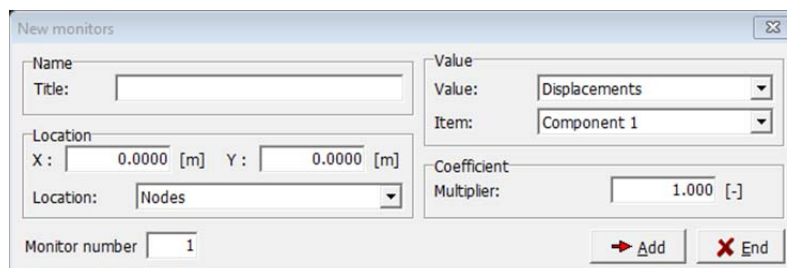 New monitors
Name
Title:
Location
X : 0.0000 [m] Y : 0.0000 [m]
Location: Nodes
Monitor number 1
Value
Value: Displacements
Item: Component 1
Coefficient
Multiplier: 1.000 [-]
Add End